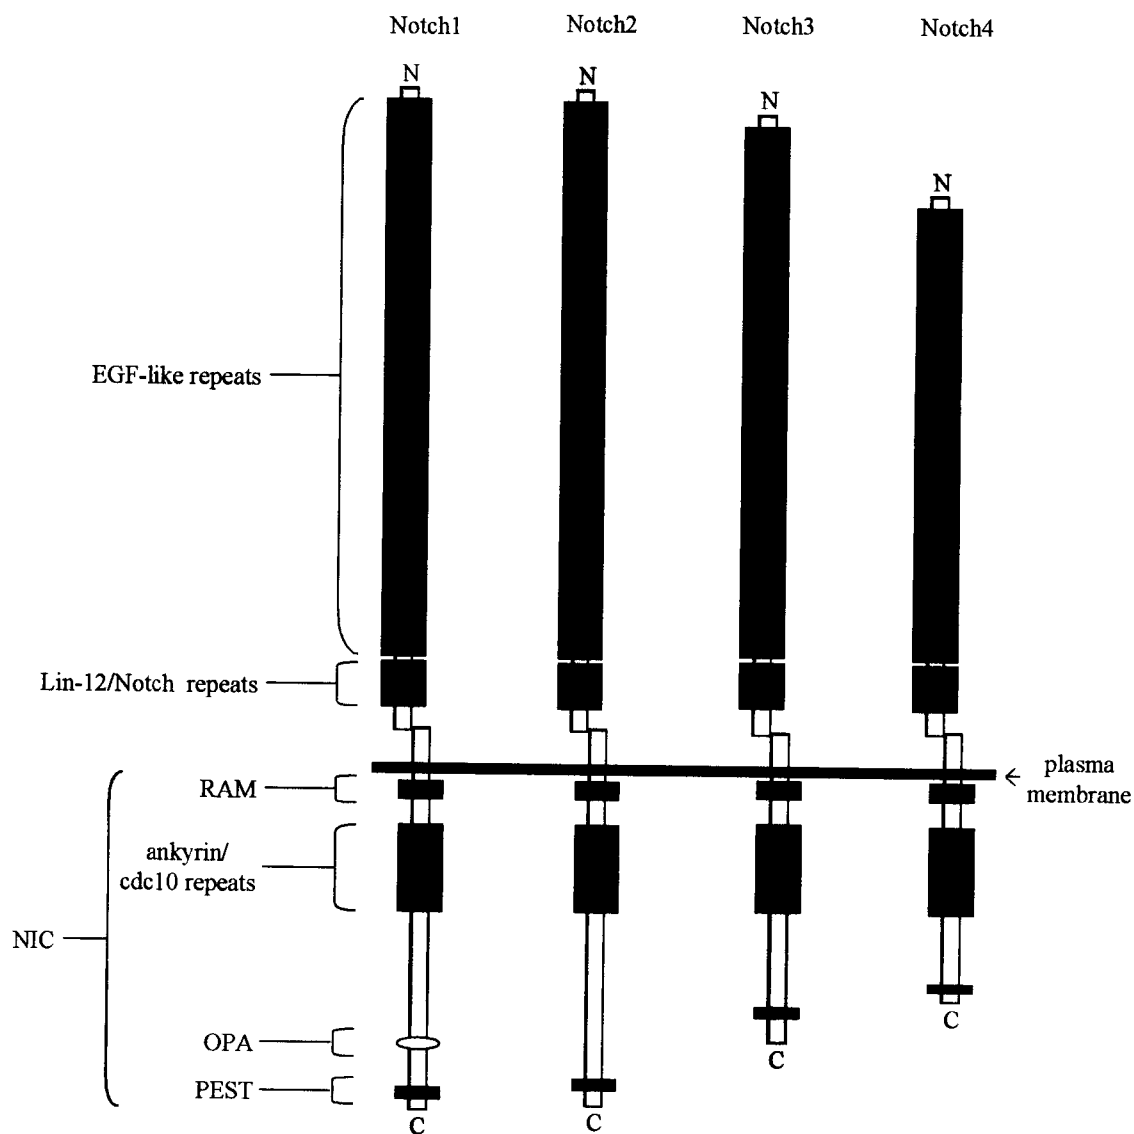 Notch1
Notch2
Notch3
Notch4
N
N
N
N
EGF-like repeats
Lin-12/Notch repeats
plasma
membrane
RAM
ankyrin/
cdc10 repeats
NIC
OPA
PEST
C
C
C
C